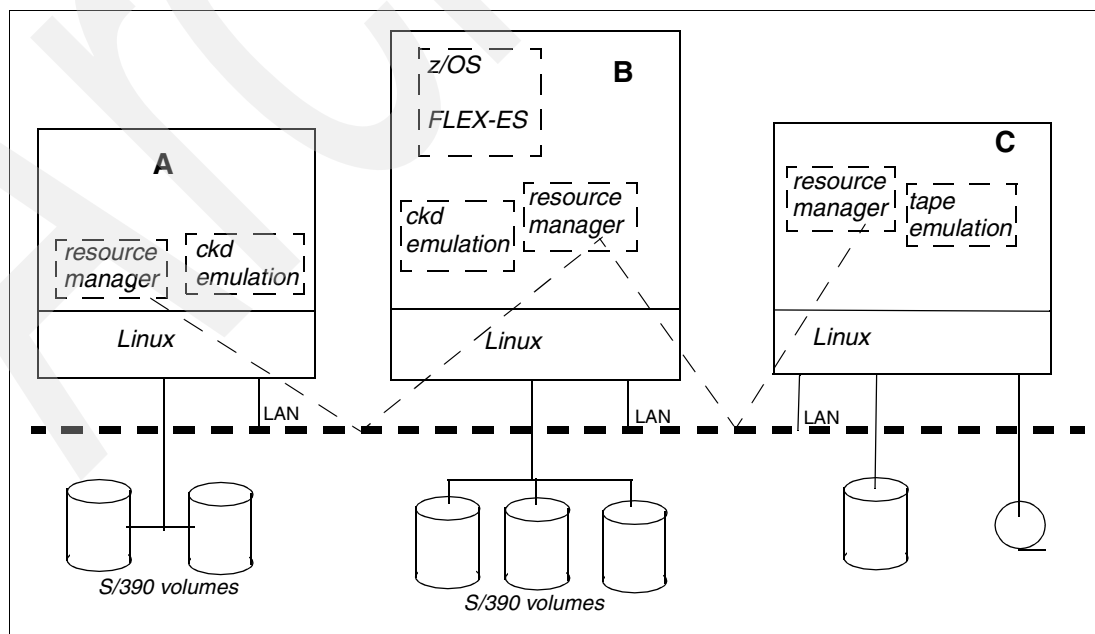 A
resource
manager
ckd
emulation
Linux
LAN
S/390 volumes
z/OS
FLEX-ES
B
ckd
emulation
resource
manager
Linux
LAN
S/390 volumes
C
resource
manager
tape
emulation
Linux
LAN